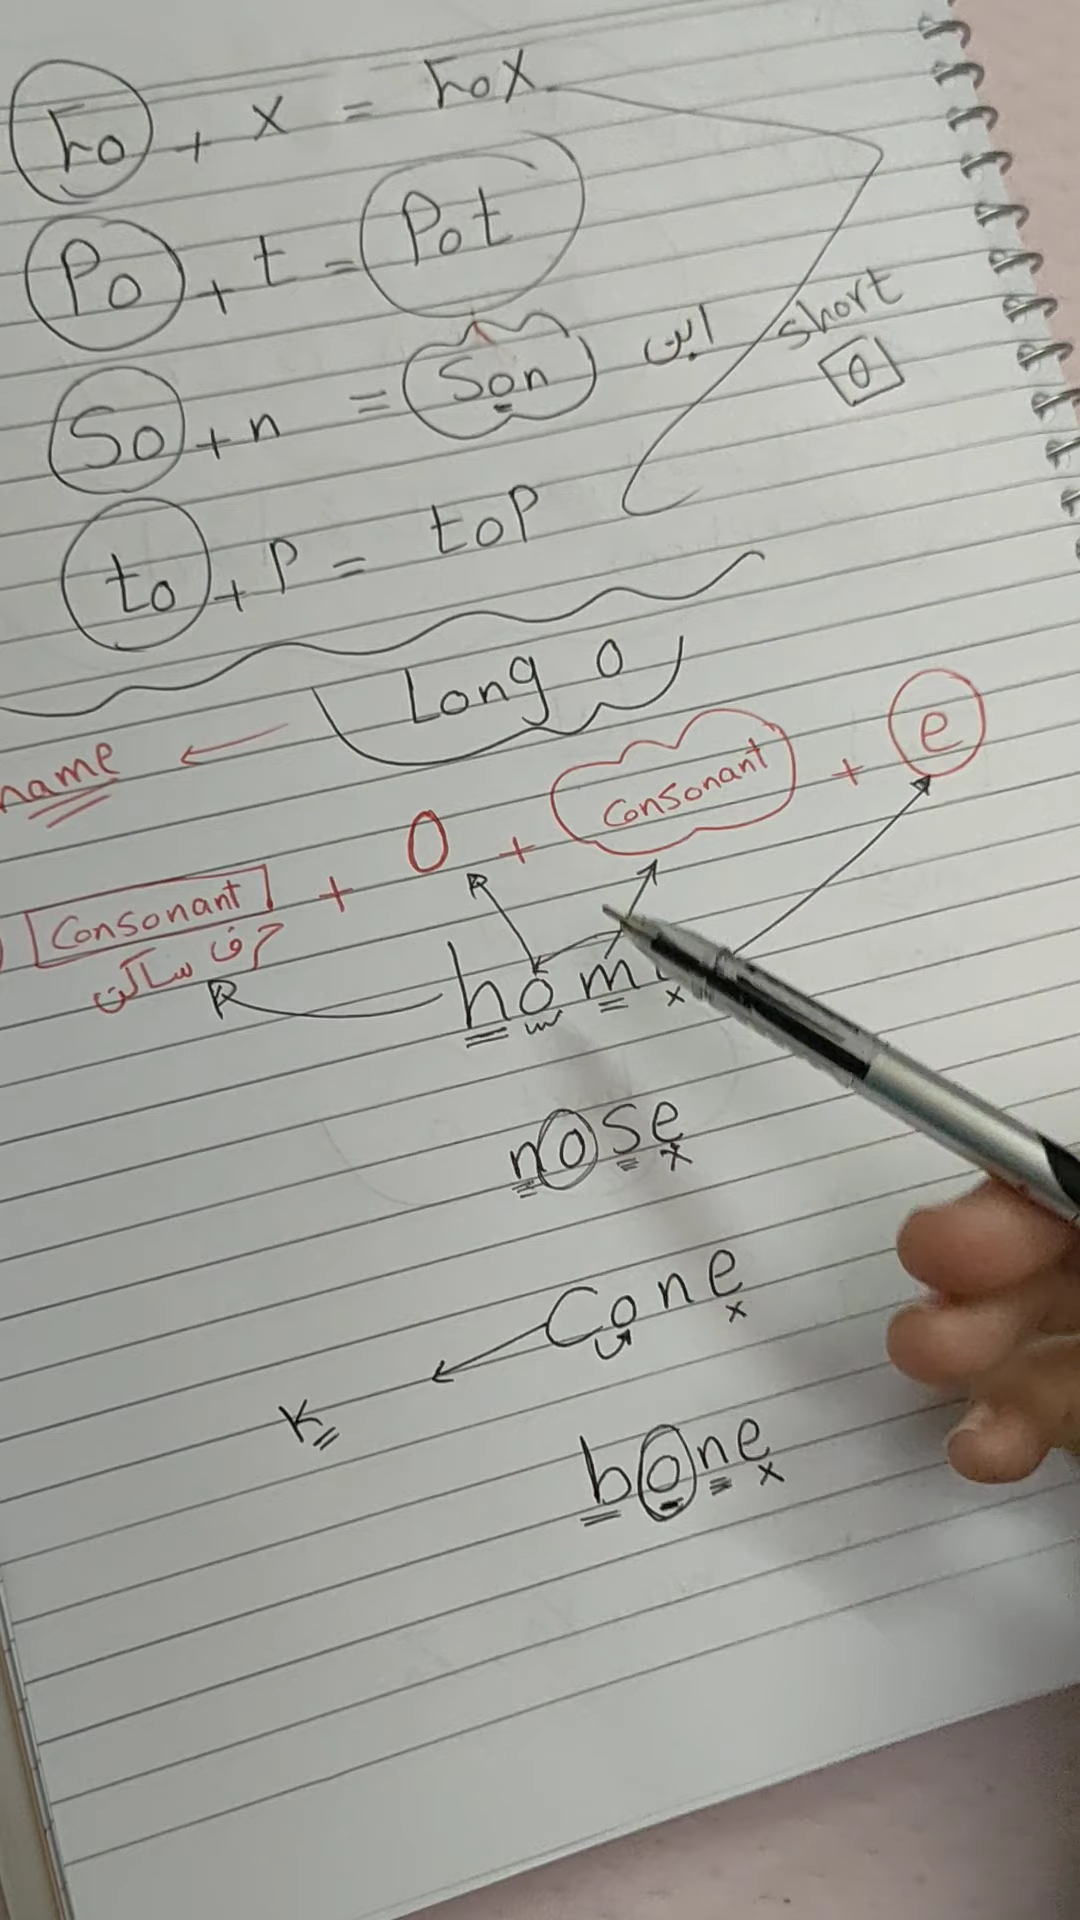 fo + x = fox
Po + t = Pot
So + n = Son ابن
short
o
to + P = toP
Long o
name
Consonant + O + Consonant + e
حرف ساكن
home
nose
Cone
K
bone